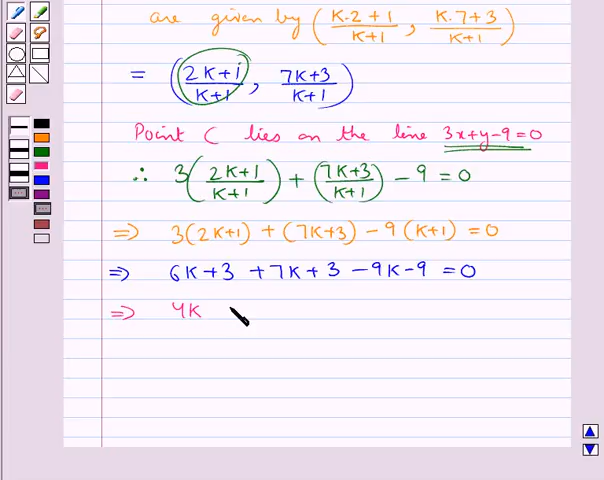 are given by (K·2+1/K+1, K·7+3/K+1)
= (2K+1/K+1, 7K+3/K+1)
Point C lies on the line 3x+y-9=0
∴ 3(2K+1/K+1) + (7K+3/K+1) - 9 = 0
⇒ 3(2K+1) + (7K+3) - 9(K+1) = 0
⇒ 6K+3 +7K+3 -9K-9 = 0
⇒ 4K